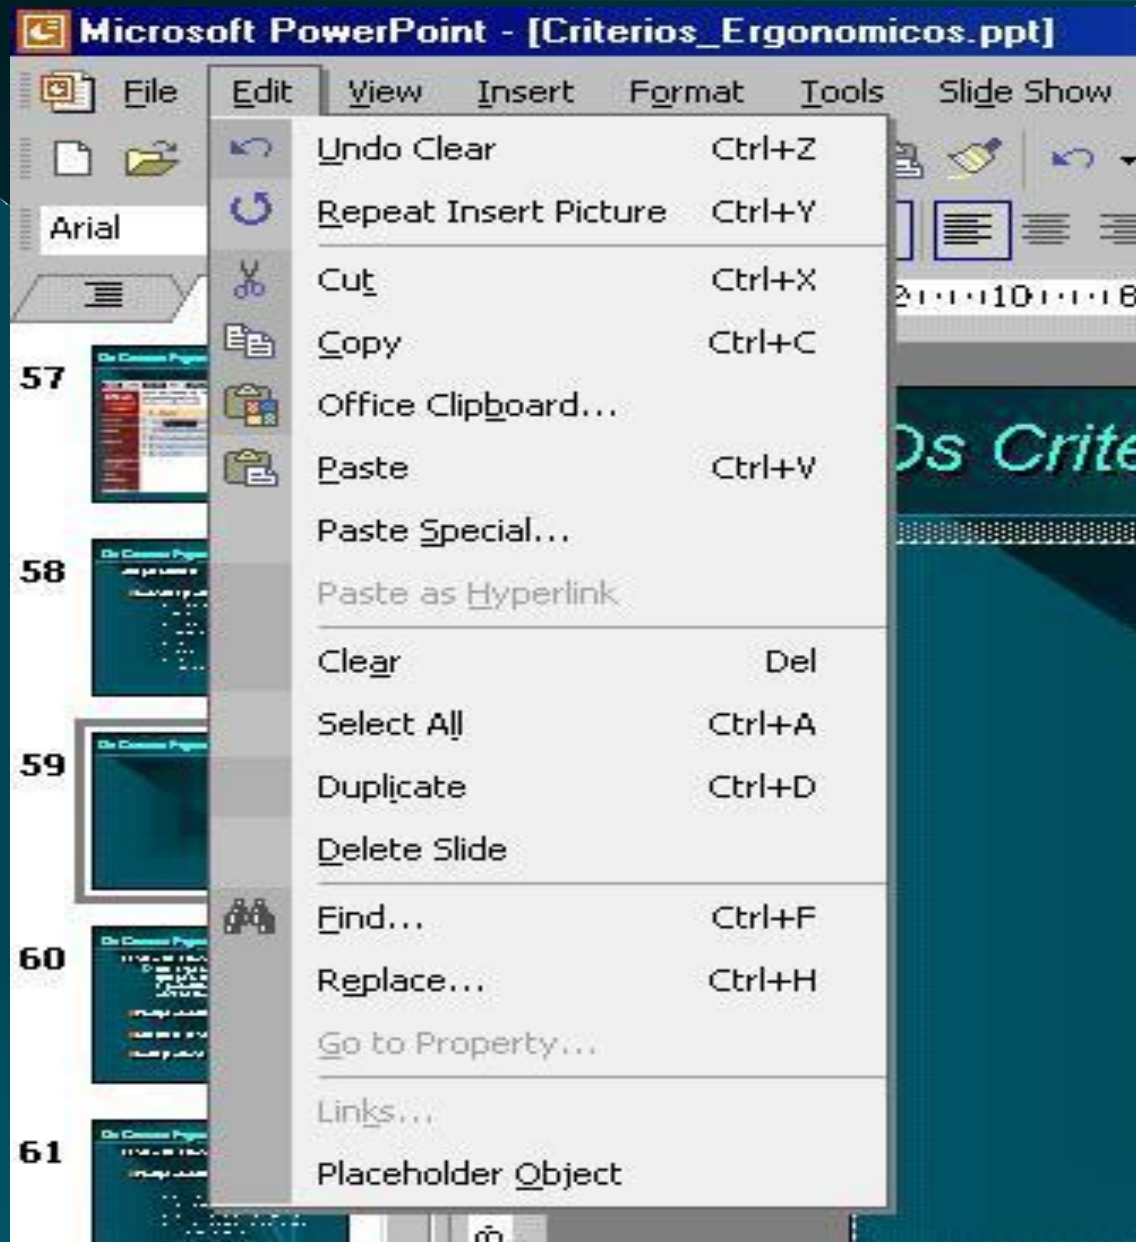 Microsoft PowerPoint - [Criterios_Ergonomicos.ppt]
File Edit View Insert Format Tools Slide Show
Undo Clear Ctrl+Z
Repeat Insert Picture Ctrl+Y
Arial
Cut Ctrl+X
Copy Ctrl+C
Office Clipboard...
Paste Ctrl+V
Paste Special...
Paste as Hyperlink
Clear Del
Select All Ctrl+A
Duplicate Ctrl+D
Delete Slide
Find... Ctrl+F
Replace... Ctrl+H
Go to Property...
Links...
Placeholder Object
57
58
59
60
61
10
Os Crite